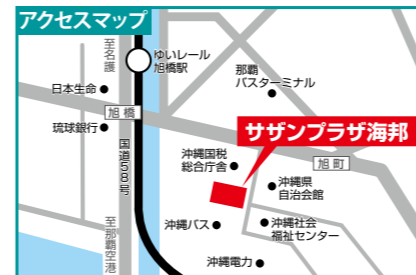 アクセスマップ
至名護
ゆいレール
旭橋駅
日本生命
那覇
バスターミナル
旭橋
琉球銀行
サザンプラザ海邦
国道58号
沖縄国税
総合庁舎
旭町
沖縄県
自治会館
沖縄バス
沖縄社会
福祉センター
至那覇空港
沖縄電力